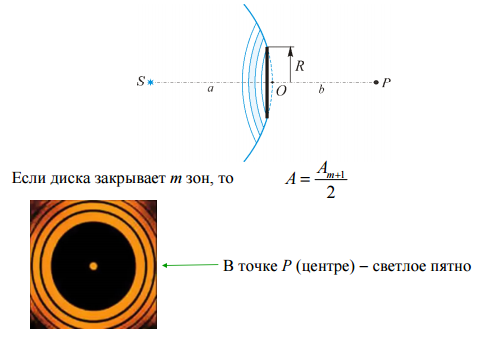 S
a
O
b
R
P
Если диска закрывает m зон, то
A = A_{m+1} / 2
В точке P (центре) – светлое пятно